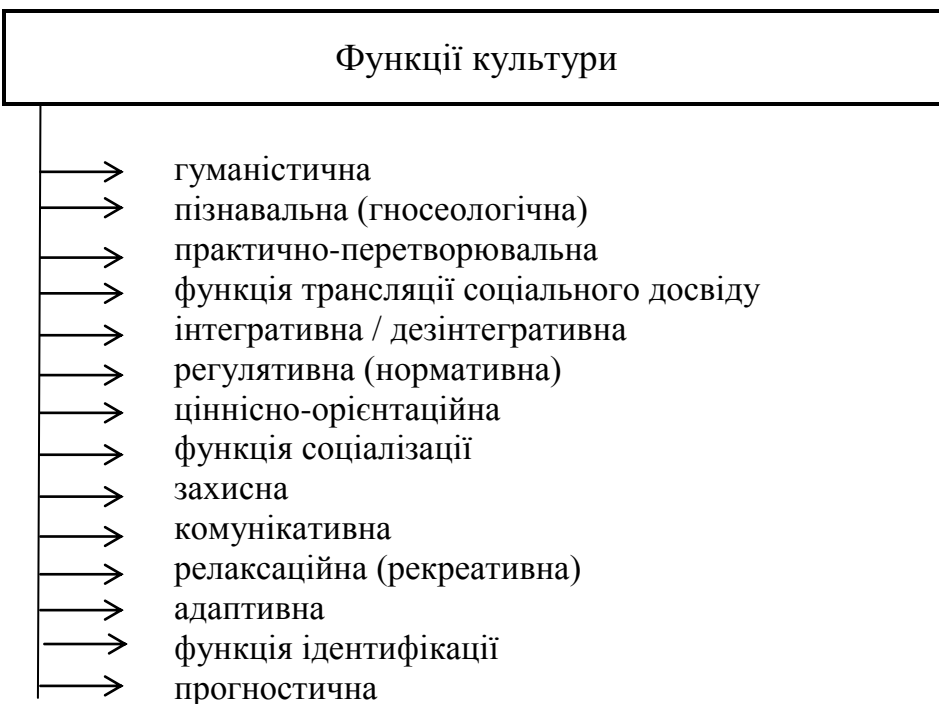 Функції культури
гуманістична
пізнавальна (гносеологічна)
практично-перетворювальна
функція трансляції соціального досвіду
інтегративна / дезінтегративна
регулятивна (нормативна)
ціннісно-орієнтаційна
функція соціалізації
захисна
комунікативна
релаксаційна (рекреативна)
адаптивна
функція ідентифікації
прогностична